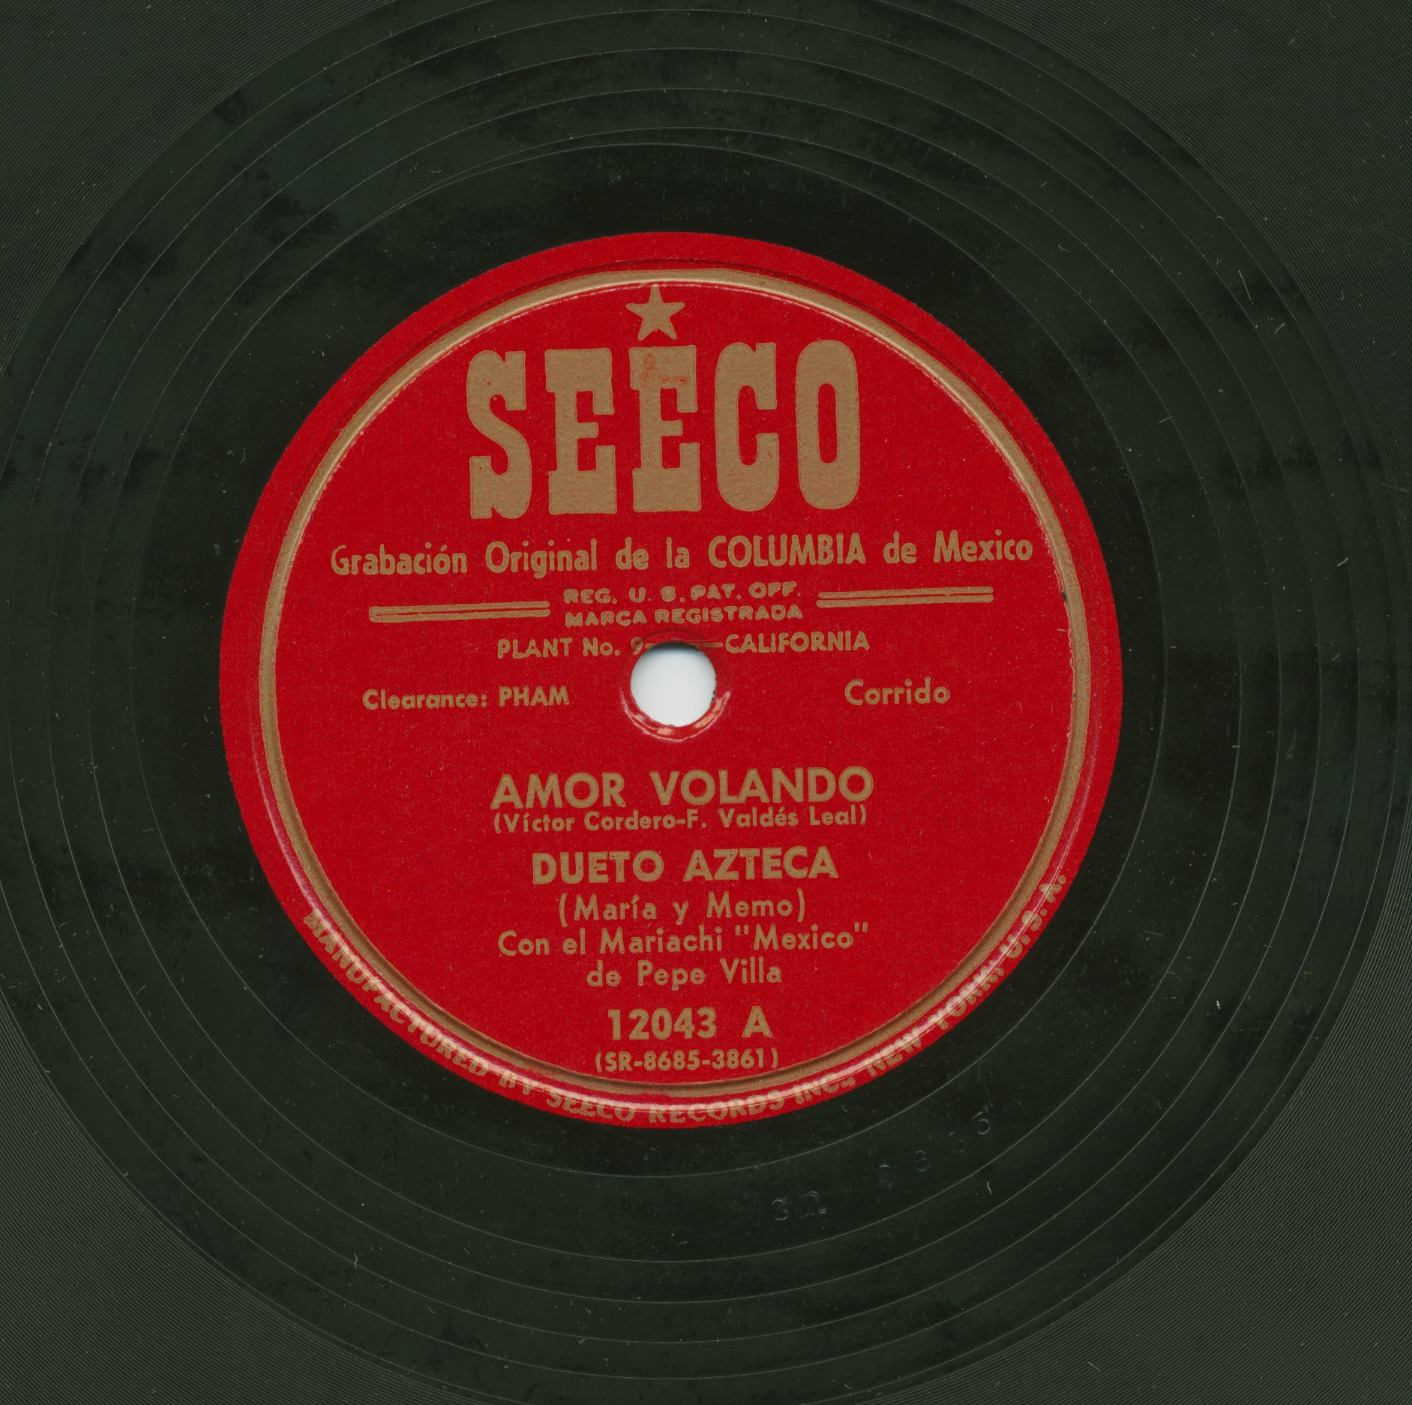 SEECO
Grabación Original de la COLUMBIA de Mexico
REG. U. S. PAT. OFF.
MARCA REGISTRADA
PLANT No. 9 — CALIFORNIA
Clearance: PHAM
Corrido
AMOR VOLANDO
(Víctor Cordero-F. Valdés Leal)
DUETO AZTECA
(María y Memo)
Con el Mariachi "Mexico"
de Pepe Villa
12043 A
(SR-8685-3861)
MANUFACTURED BY SEECO RECORDS INC., NEW YORK, U. S. A.